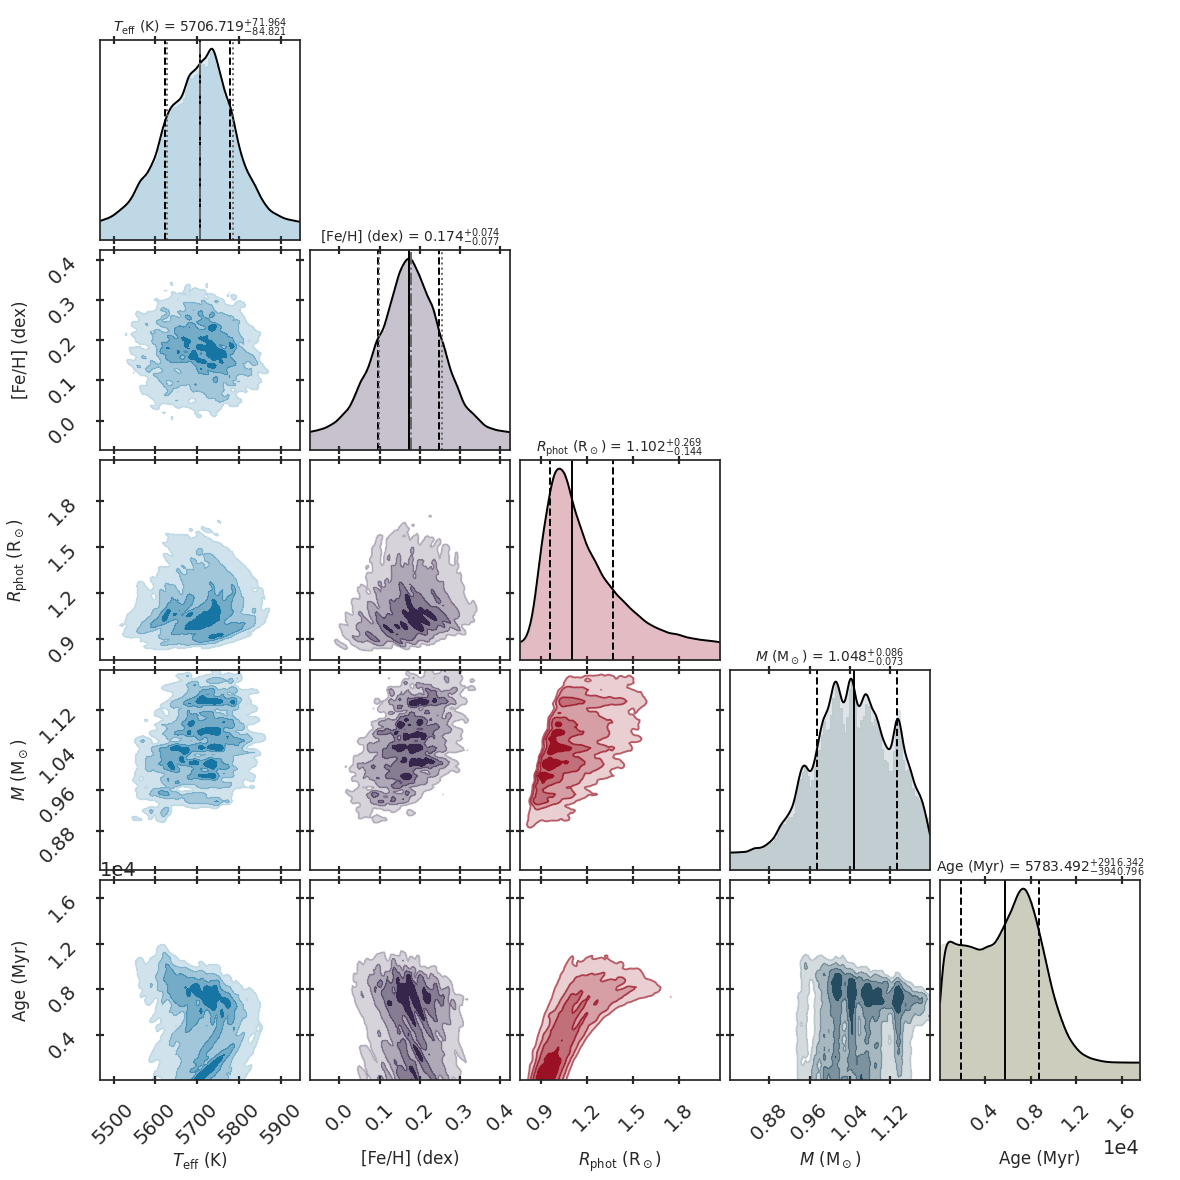 T_eff (K) = 5706.719 +71.964 −84.821
[Fe/H] (dex) = 0.174 +0.074 −0.077
0.4
0.3
0.2
0.1
0.0
[Fe/H] (dex)
R_phot (R⊙) = 1.102 +0.269 −0.144
1.8
1.5
1.2
0.9
R_phot (R⊙)
M (M⊙) = 1.048 +0.086 −0.073
1.12
1.04
0.96
0.88
M (M⊙)
1e4
Age (Myr) = 5783.492 +2916.342 −3940.796
1.6
1.2
0.8
0.4
Age (Myr)
5500 5600 5700 5800 5900
0.0 0.1 0.2 0.3 0.4
0.9 1.2 1.5 1.8
0.88 0.96 1.04 1.12
0.4 0.8 1.2 1.6
1e4
T_eff (K)
[Fe/H] (dex)
R_phot (R⊙)
M (M⊙)
Age (Myr)